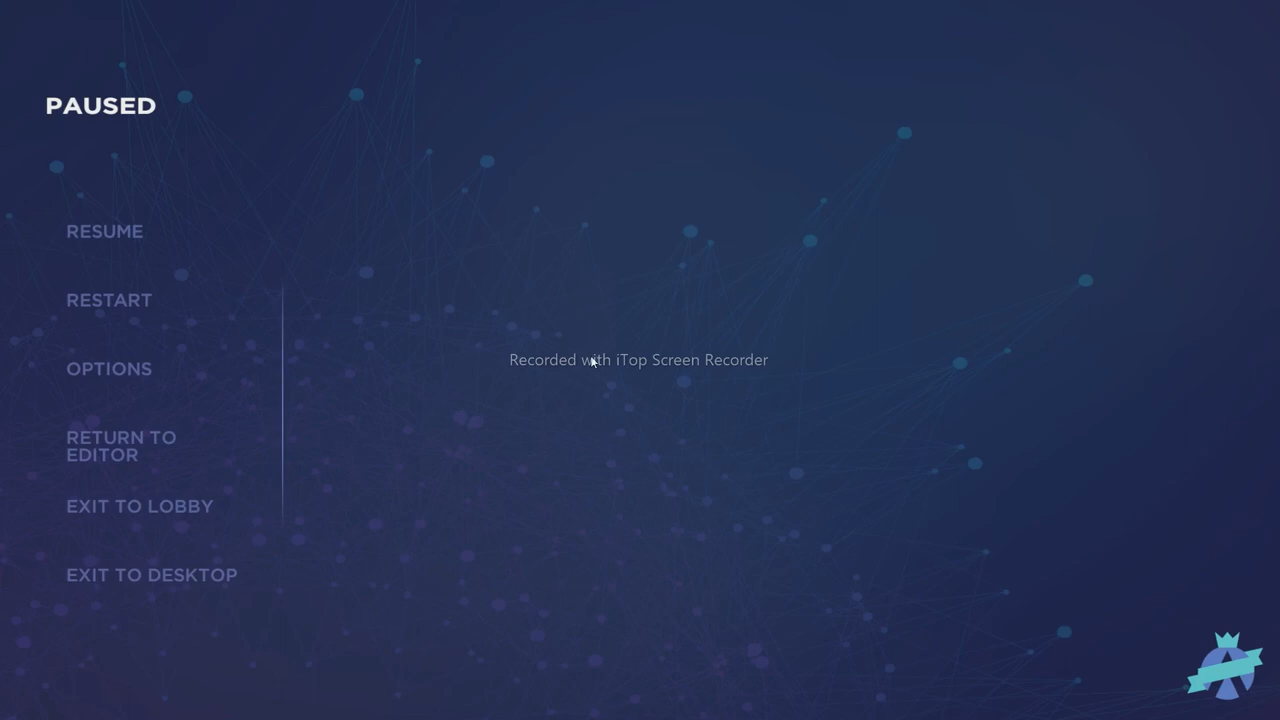 PAUSED
RESUME
RESTART
Recorded with iTop Screen Recorder
OPTIONS
RETURN TO
EDITOR
EXIT TO LOBBY
EXIT TO DESKTOP